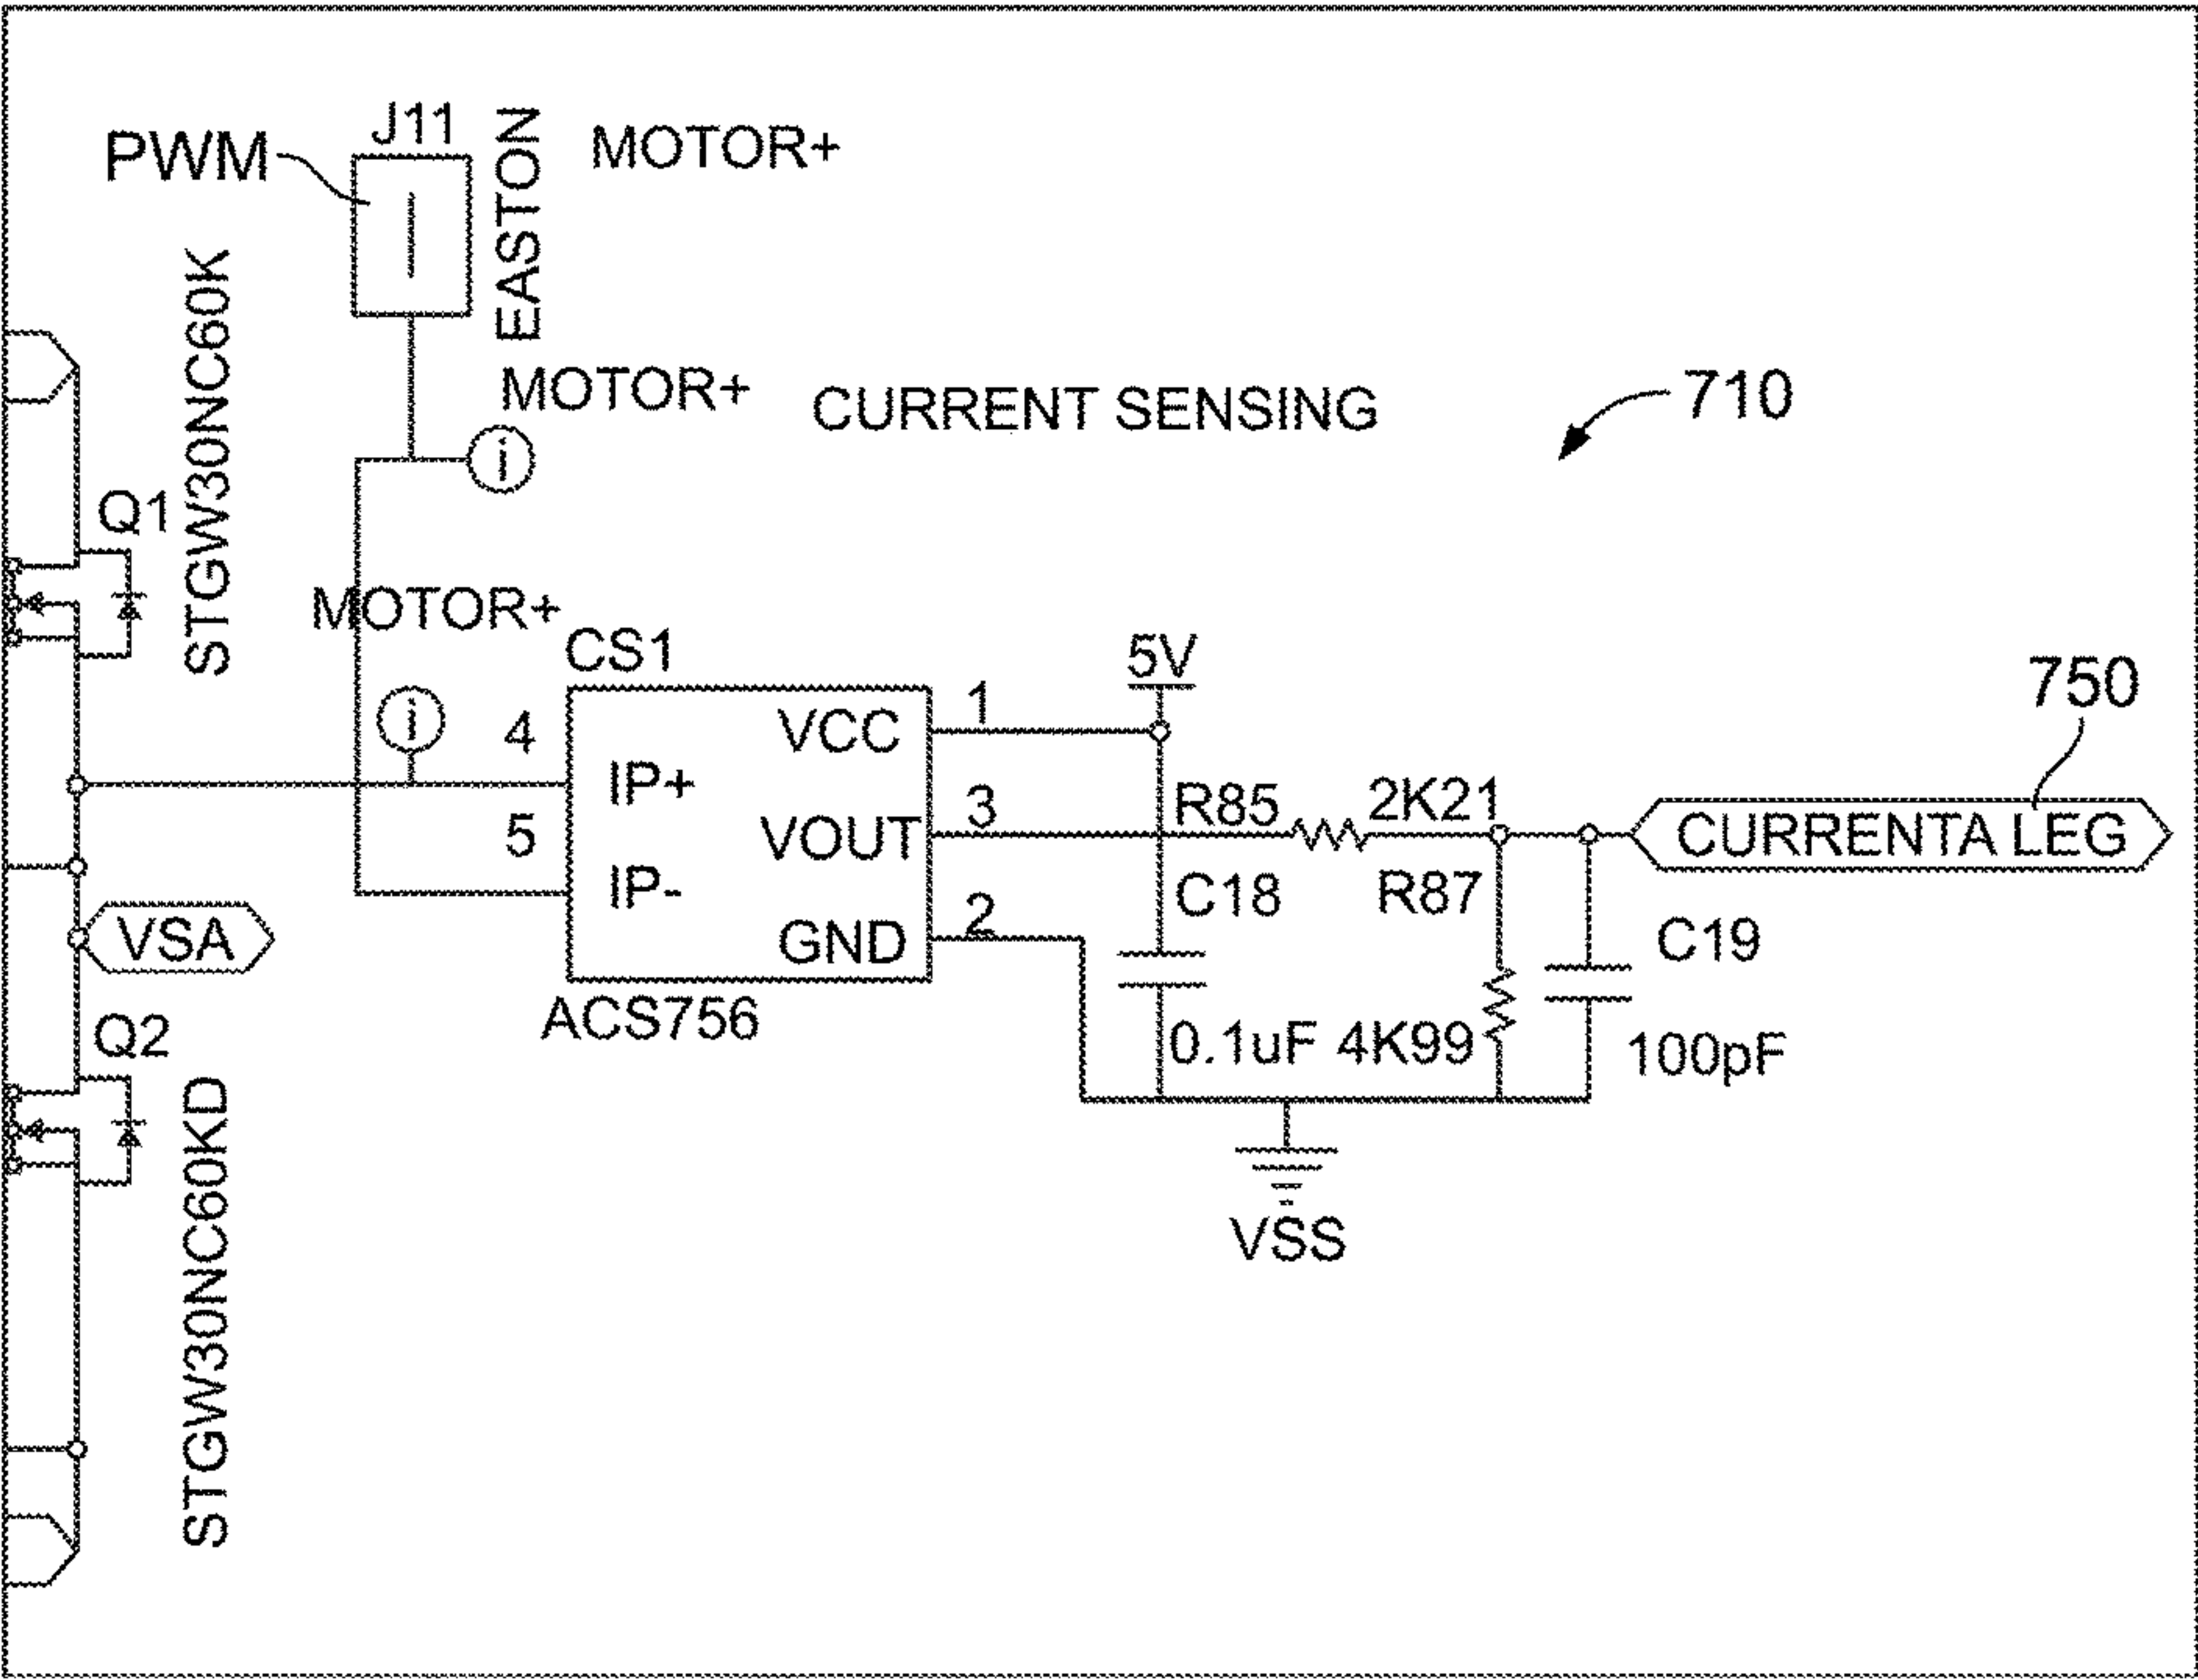 J11
PWM
EASTON
MOTOR+
MOTOR+
CURRENT SENSING
710
Q1
STGW30NC60K
i
MOTOR+
CS1
i
4
5
IP+
IP-
VCC
VOUT
GND
ACS756
1
3
2
5V
R85
2K21
750
CURRENTA LEG
C18
0.1uF
R87
4K99
C19
100pF
VSS
VSA
Q2
STGW30NC60KD